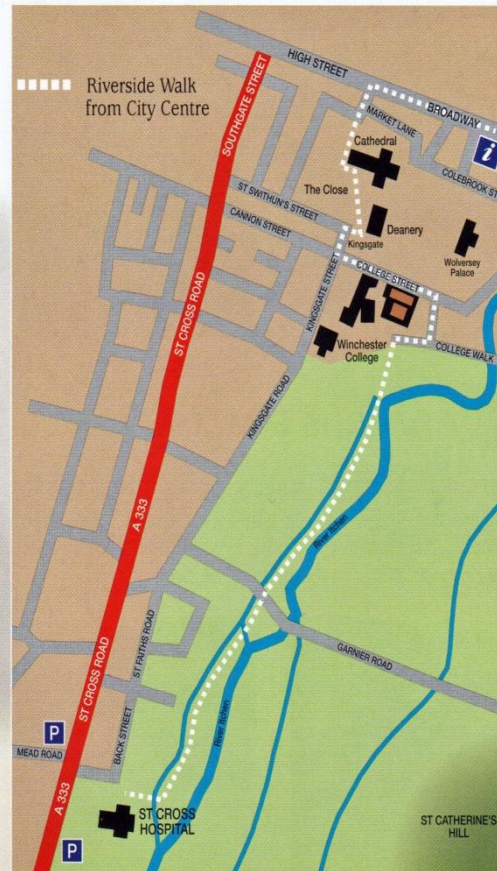 Riverside Walk
from City Centre
HIGH STREET
BROADWAY
MARKET LANE
SOUTHGATE STREET
Cathedral
i
COLEBROOK ST
ST SWITHUN'S STREET
The Close
CANNON STREET
Deanery
Kingsgate
Wolversey
Palace
COLLEGE STREET
KINGSGATE STREET
ST CROSS ROAD
Winchester
College
COLLEGE WALK
KINGSGATE ROAD
A 333
River Itchen
ST FAITHS ROAD
GARNIER ROAD
ST CROSS ROAD
River Itchen
P
MEAD ROAD
BACK STREET
A 333
ST CROSS
HOSPITAL
ST CATHERINE'S
HILL
P